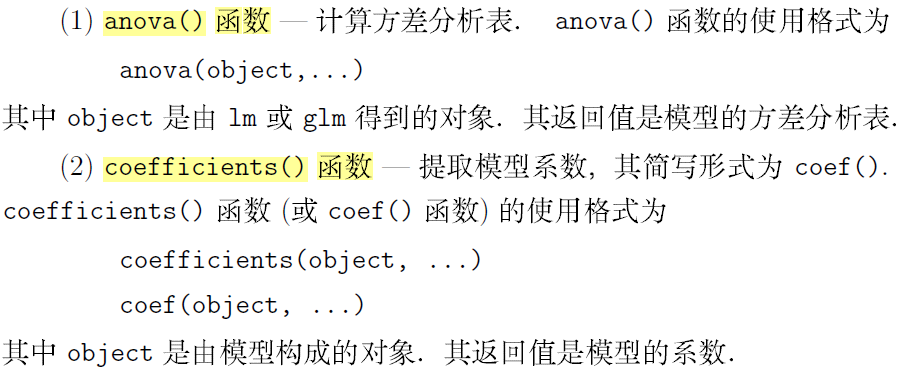 (1) anova() 函数 — 计算方差分析表. anova() 函数的使用格式为
anova(object,...)
其中 object 是由 lm 或 glm 得到的对象. 其返回值是模型的方差分析表.
(2) coefficients() 函数 — 提取模型系数, 其简写形式为 coef().
coefficients() 函数 (或 coef() 函数) 的使用格式为
coefficients(object, ...)
coef(object, ...)
其中 object 是由模型构成的对象. 其返回值是模型的系数.